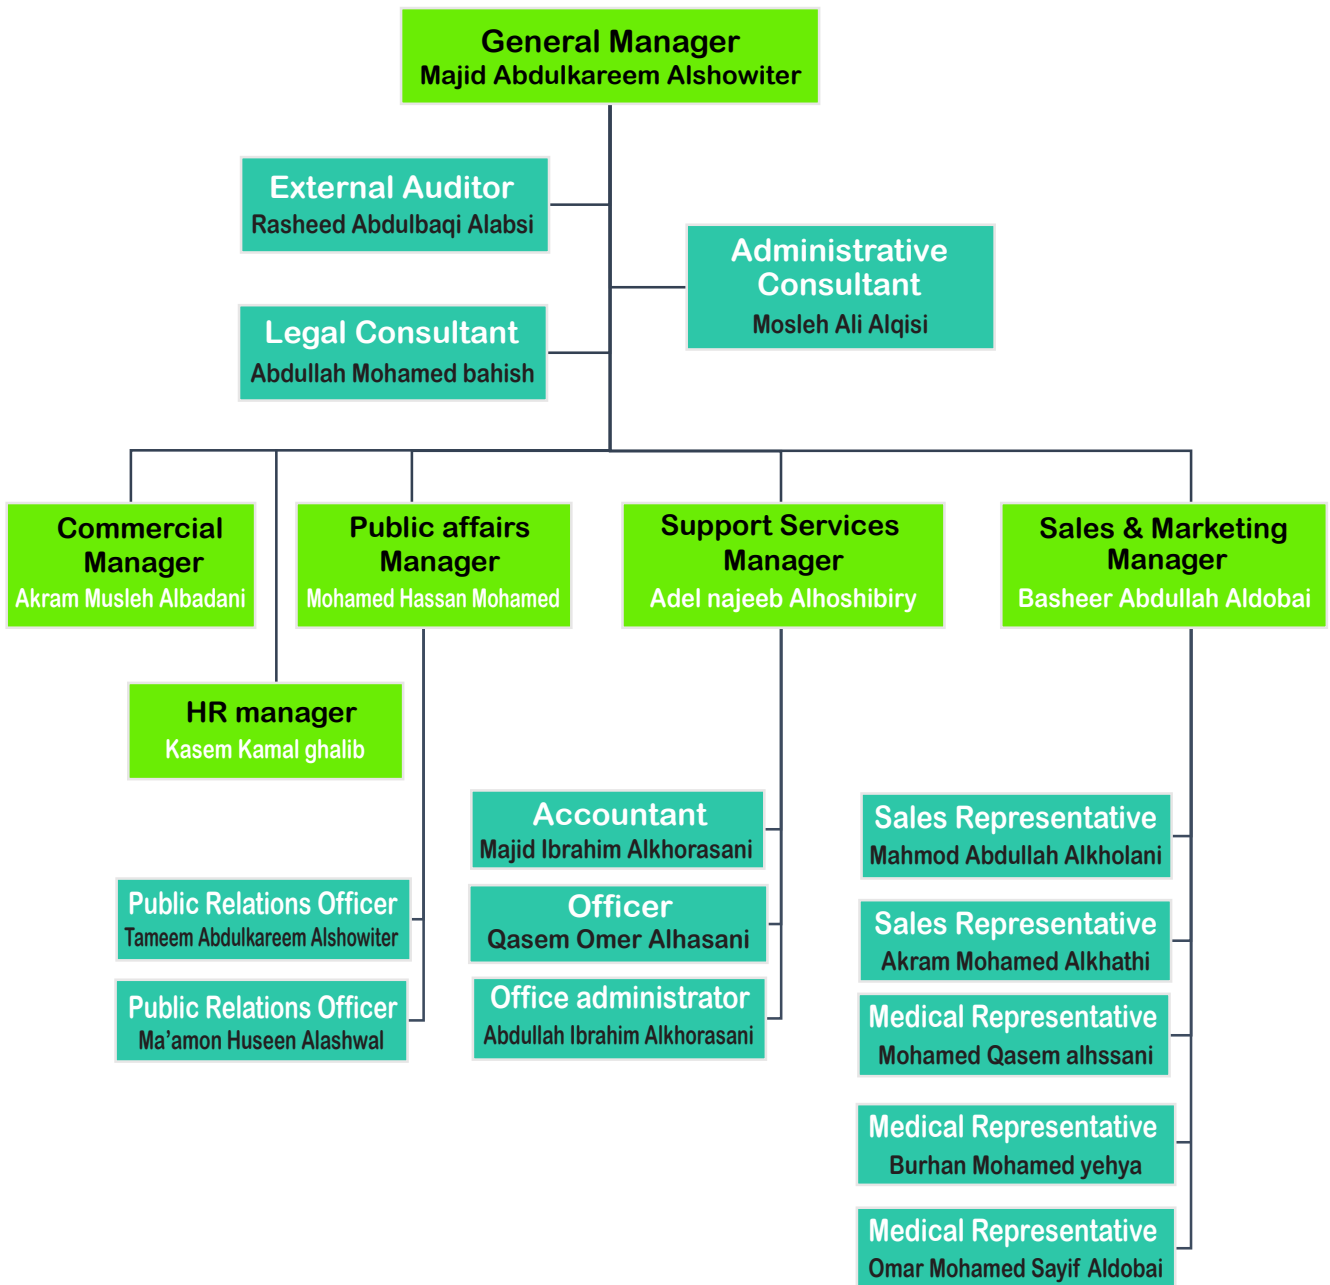 General Manager
Majid Abdulkareem Alshowiter
External Auditor
Rasheed Abdulbaqi Alabsi
Administrative
Consultant
Mosleh Ali Alqisi
Legal Consultant
Abdullah Mohamed bahish
Commercial
Manager
Akram Musleh Albadani
Public affairs
Manager
Mohamed Hassan Mohamed
Support Services
Manager
Adel najeeb Alhoshibiry
Sales & Marketing
Manager
Basheer Abdullah Aldobai
HR manager
Kasem Kamal ghalib
Public Relations Officer
Tameem Abdulkareem Alshowiter
Public Relations Officer
Ma’amon Huseen Alashwal
Accountant
Majid Ibrahim Alkhorasani
Officer
Qasem Omer Alhasani
Office administrator
Abdullah Ibrahim Alkhorasani
Sales Representative
Mahmod Abdullah Alkholani
Sales Representative
Akram Mohamed Alkhathi
Medical Representative
Mohamed Qasem alhssani
Medical Representative
Burhan Mohamed yehya
Medical Representative
Omar Mohamed Sayif Aldobai